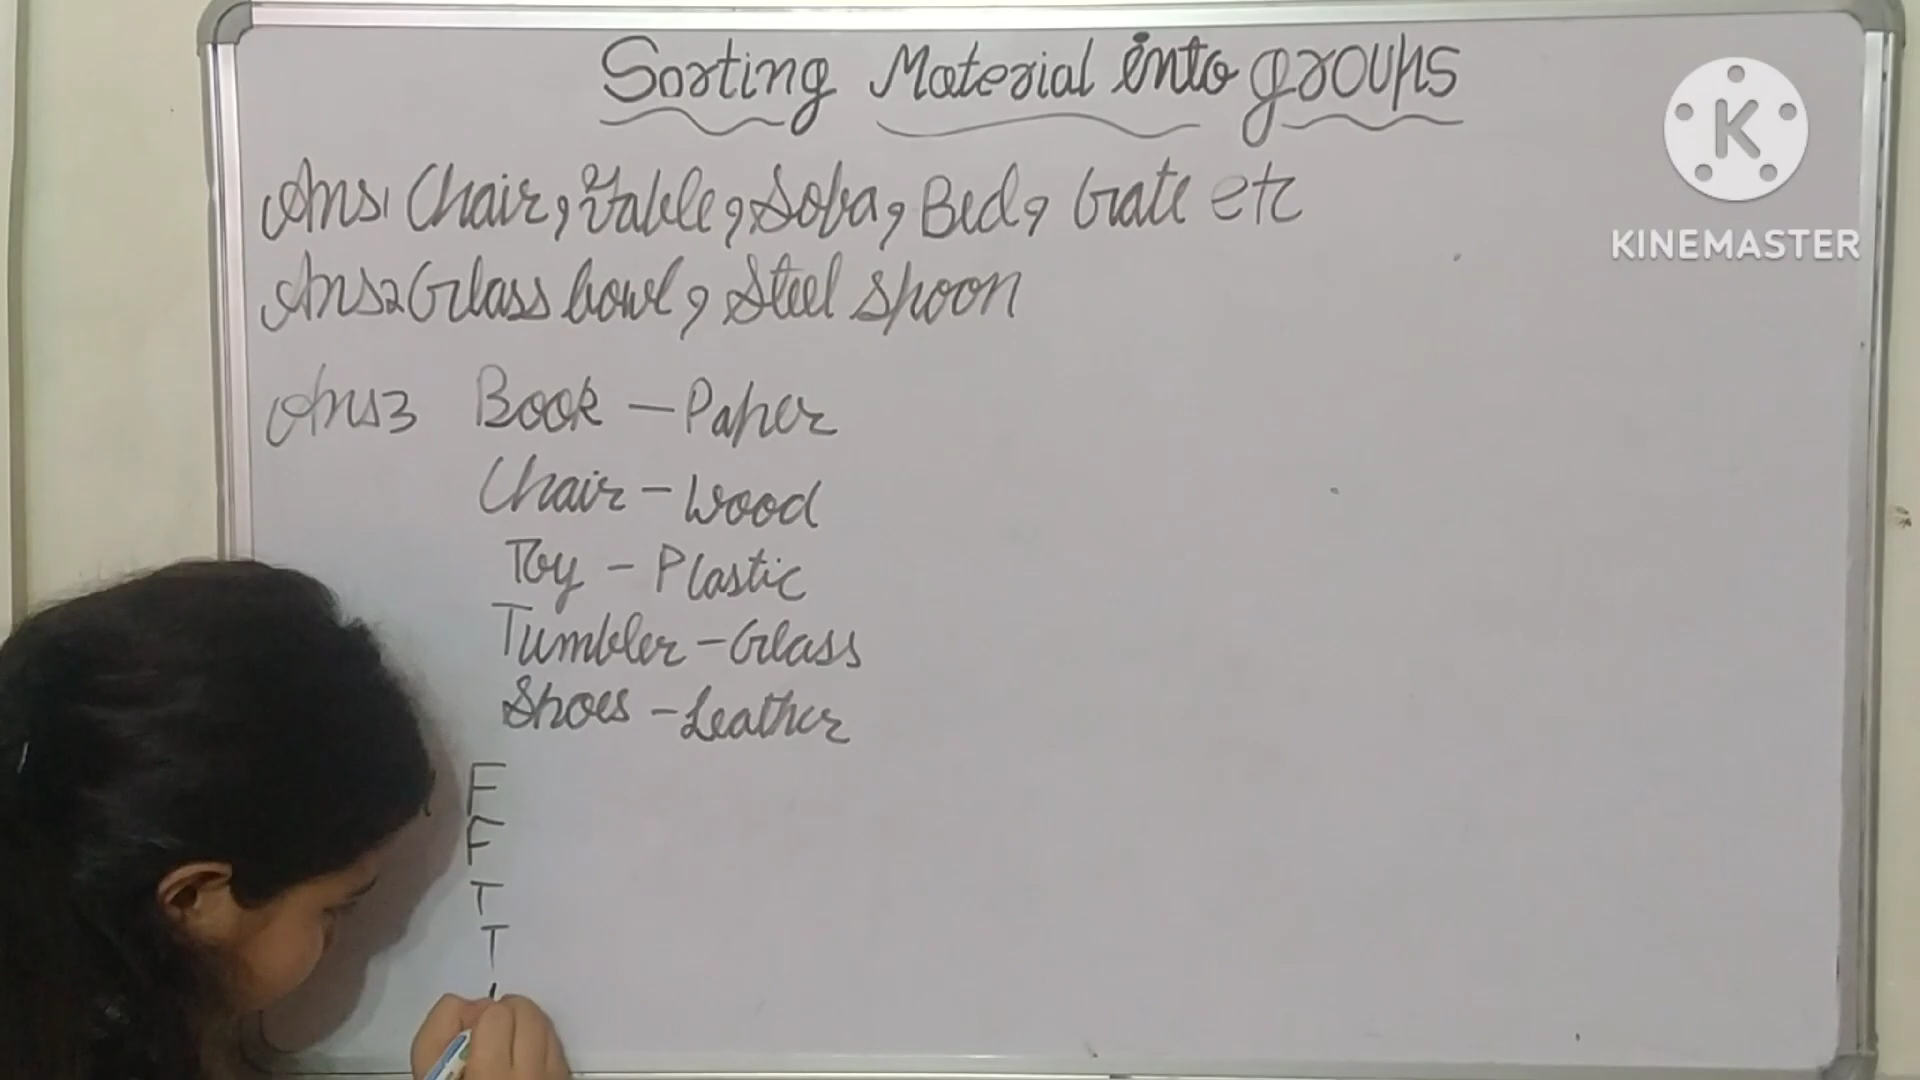 Sorting Material into groups
Ans1 Chair, Table, Sofa, Bed, Gate etc
Ans2 Glass bowl, Steel spoon
Ans3 Book - Paper
Chair - Wood
Toy - Plastic
Tumbler - Glass
Shoes - Leather
F
F
T
T
K
KINEMASTER